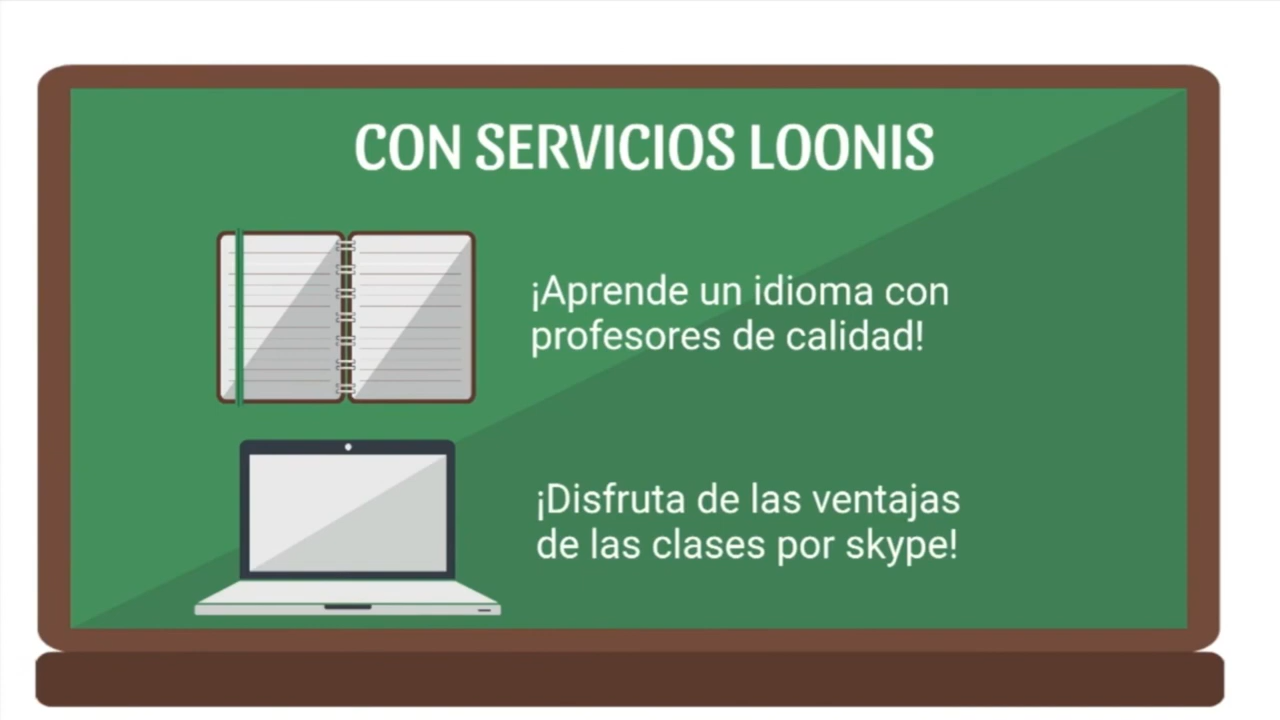 CON SERVICIOS LOONIS
¡Aprende un idioma con
profesores de calidad!
¡Disfruta de las ventajas
de las clases por skype!